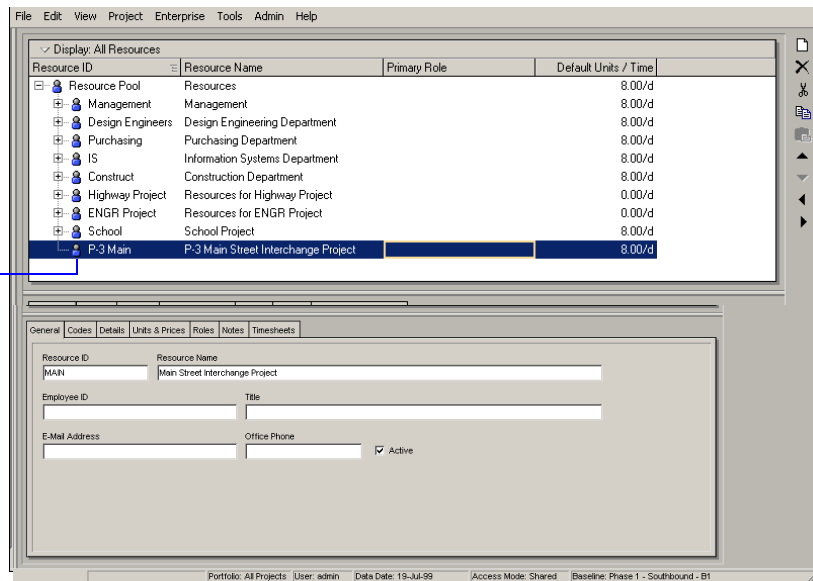 File Edit View Project Enterprise Tools Admin Help
Display: All Resources
Resource ID Resource Name Primary Role Default Units / Time
Resource Pool Resources 8.00/d
Management Management 8.00/d
Design Engineers Design Engineering Department 8.00/d
Purchasing Purchasing Department 8.00/d
IS Information Systems Department 8.00/d
Construct Construction Department 8.00/d
Highway Project Resources for Highway Project 0.00/d
ENGR Project Resources for ENGR Project 0.00/d
School School Project 8.00/d
P-3 Main P-3 Main Street Interchange Project 8.00/d
General Codes Details Units & Prices Roles Notes Timesheets
Resource ID Resource Name
MAIN Main Street Interchange Project
Employee ID Title
E-Mail Address Office Phone
Active
Portfolio: All Projects User: admin Data Date: 19-Jul-99 Access Mode: Shared Baseline: Phase 1 - Southbound - B1